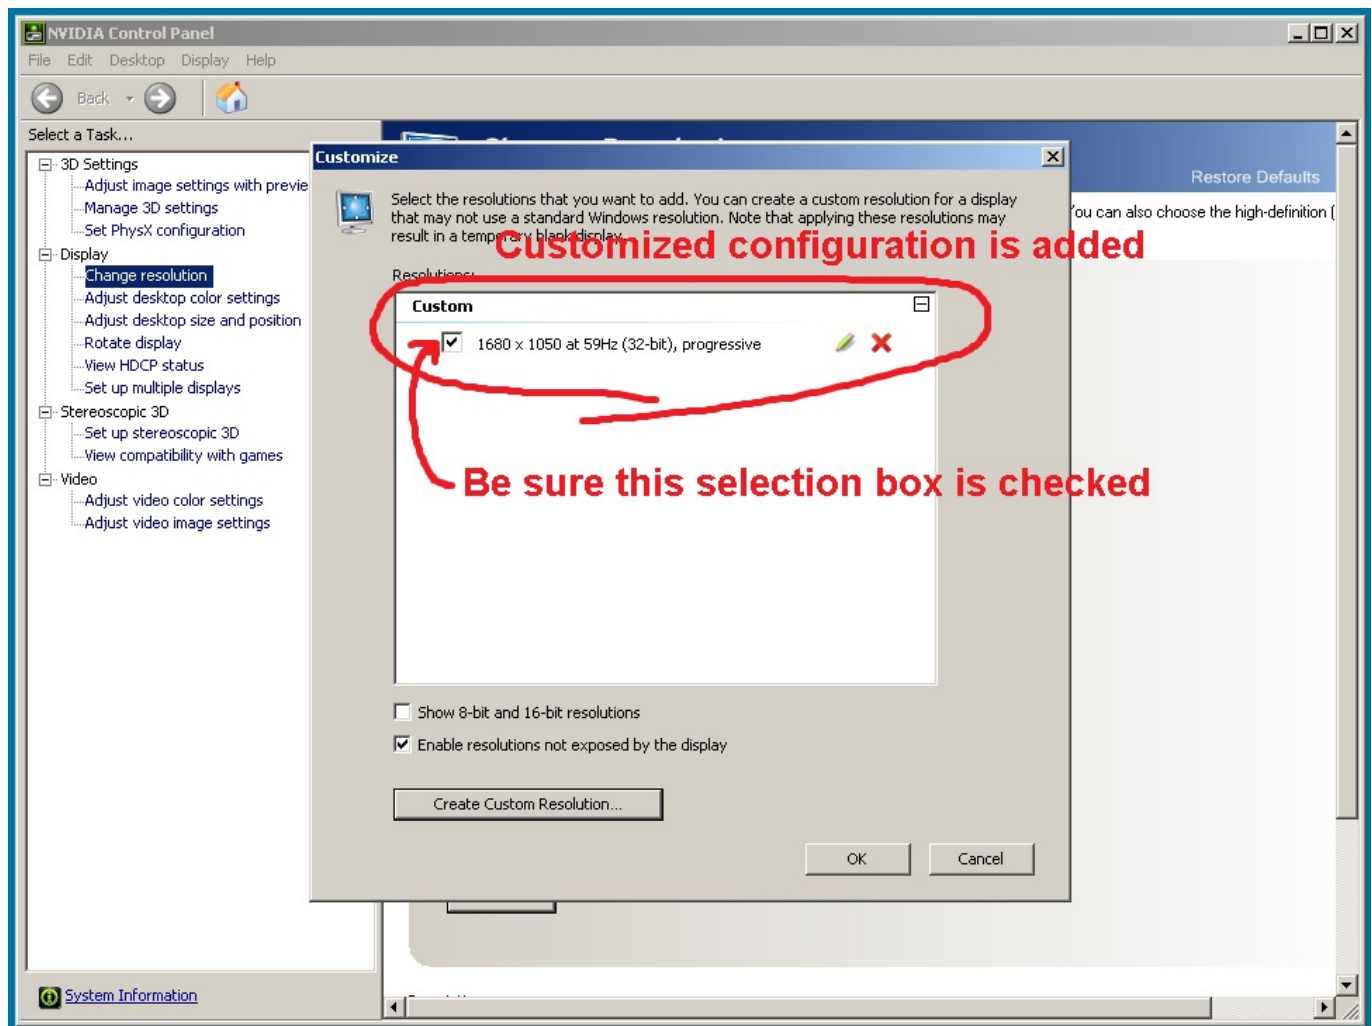 NVIDIA Control Panel
File Edit Desktop Display Help
Back
Select a Task...
3D Settings
Adjust image settings with previe
Manage 3D settings
Set PhysX configuration
Display
Change resolution
Adjust desktop color settings
Adjust desktop size and position
Rotate display
View HDCP status
Set up multiple displays
Stereoscopic 3D
Set up stereoscopic 3D
View compatibility with games
Video
Adjust video color settings
Adjust video image settings
System Information
Restore Defaults
You can also choose the high-definition (
Customize
Select the resolutions that you want to add. You can create a custom resolution for a display
that may not use a standard Windows resolution. Note that applying these resolutions may
result in a temporary blank display.
Customized configuration is added
Resolutions:
Custom
1680 x 1050 at 59Hz (32-bit), progressive
Be sure this selection box is checked
Show 8-bit and 16-bit resolutions
Enable resolutions not exposed by the display
Create Custom Resolution...
OK Cancel